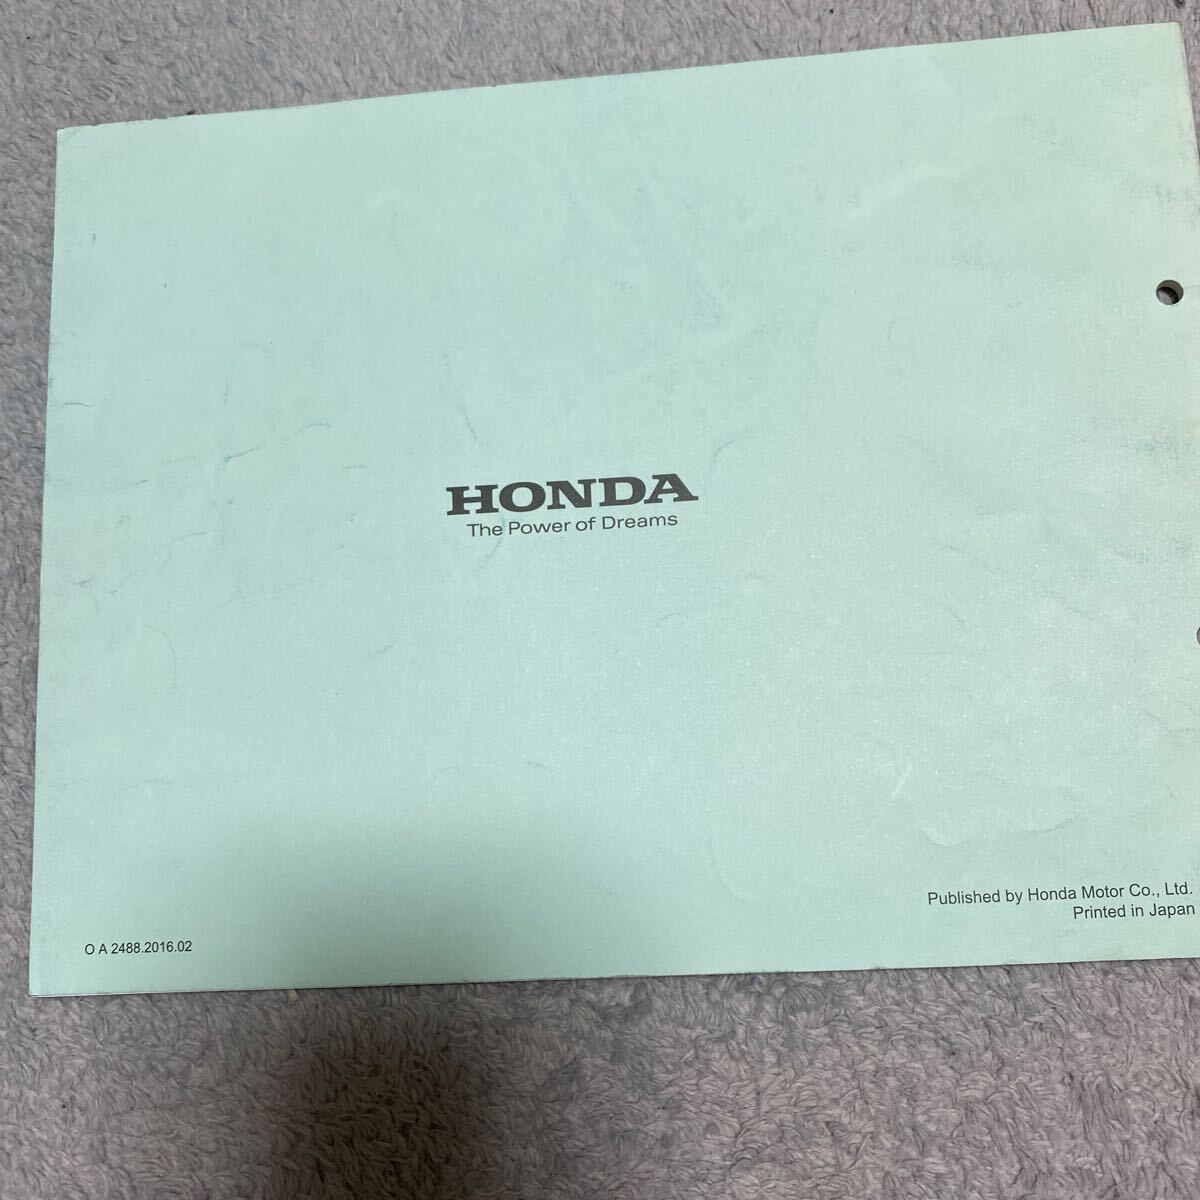 HONDA
The Power of Dreams
Published by Honda Motor Co., Ltd.
Printed in Japan
O A 2488.2016.02